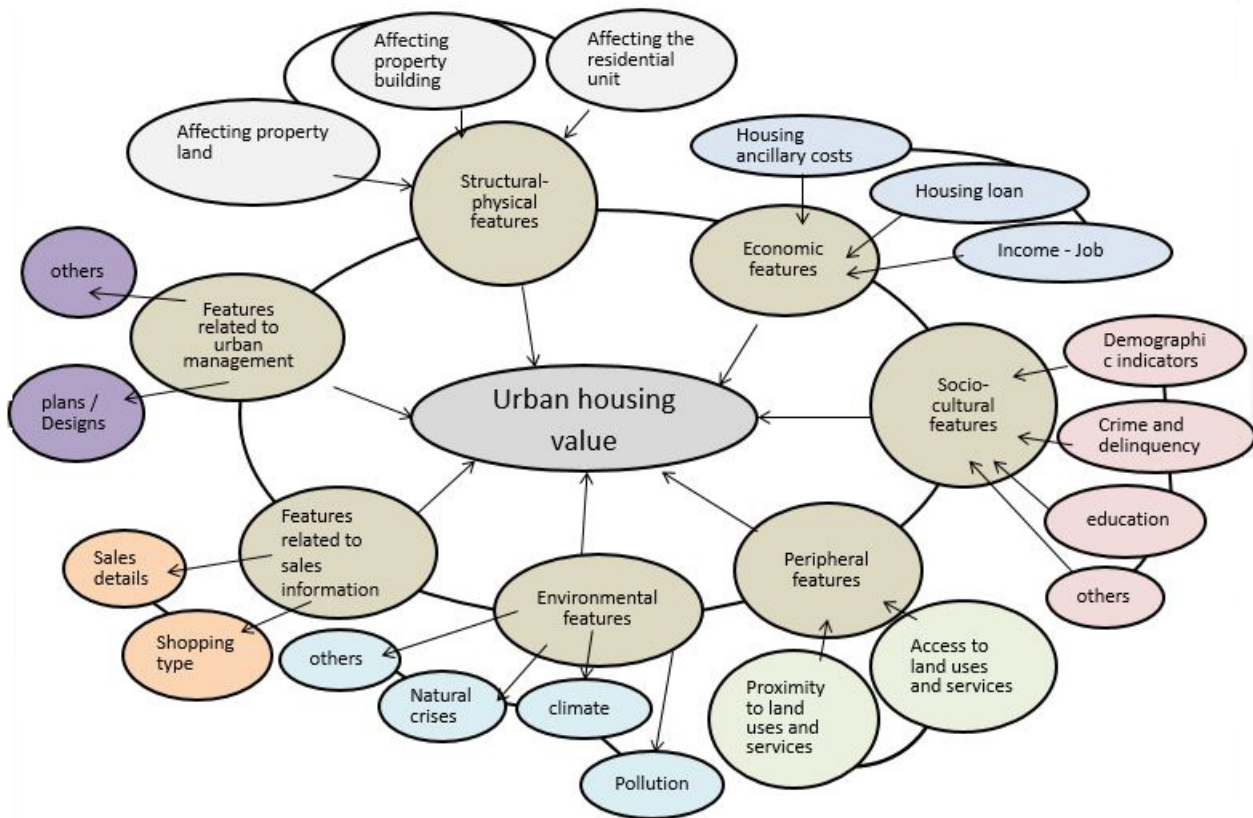 Affecting
property
building
Affecting the
residential
unit
Affecting property
land
Structural-
physical
features
Housing
ancillary costs
Housing loan
Income - Job
Economic
features
others
Features
related to
urban
management
plans /
Designs
Urban housing
value
Socio-
cultural
features
Demographi
c indicators
Crime and
delinquency
education
others
Features
related to
sales
information
Sales
details
Shopping
type
Environmental
features
others
Natural
crises
climate
Pollution
Peripheral
features
Proximity
to land
uses and
services
Access to
land uses
and services